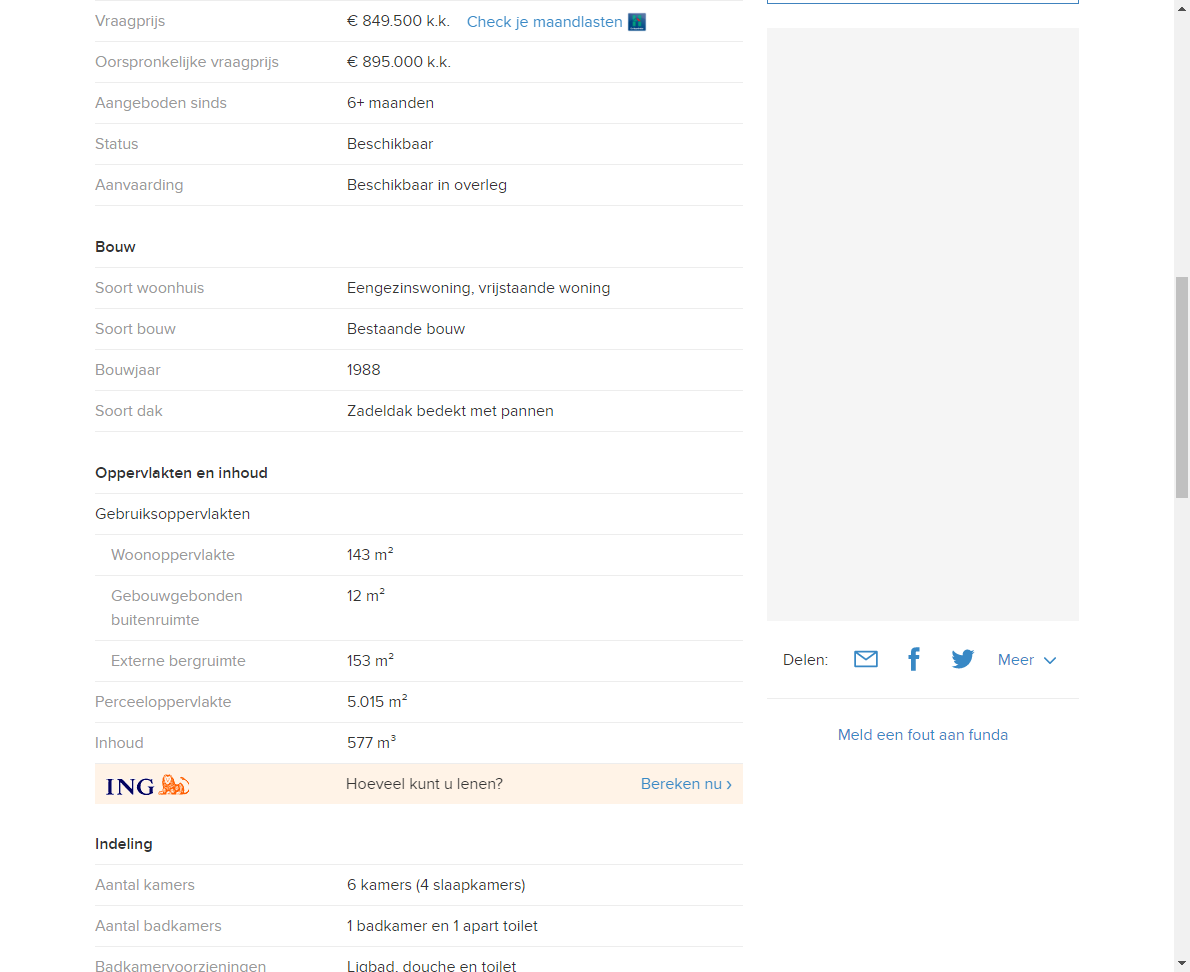 Vraagprijs € 849.500 k.k. Check je maandlasten
Oorspronkelijke vraagprijs € 895.000 k.k.
Aangeboden sinds 6+ maanden
Status Beschikbaar
Aanvaarding Beschikbaar in overleg
Bouw
Soort woonhuis Eengezinswoning, vrijstaande woning
Soort bouw Bestaande bouw
Bouwjaar 1988
Soort dak Zadeldak bedekt met pannen
Oppervlakten en inhoud
Gebruiksoppervlakten
Woonoppervlakte 143 m²
Gebouwgebonden 12 m²
buitenruimte
Externe bergruimte 153 m²
Perceeloppervlakte 5.015 m²
Inhoud 577 m³
ING Hoeveel kunt u lenen? Bereken nu ›
Indeling
Aantal kamers 6 kamers (4 slaapkamers)
Aantal badkamers 1 badkamer en 1 apart toilet
Badkamervoorzieningen Ligbad, douche en toilet
Delen: Meer
Meld een fout aan funda